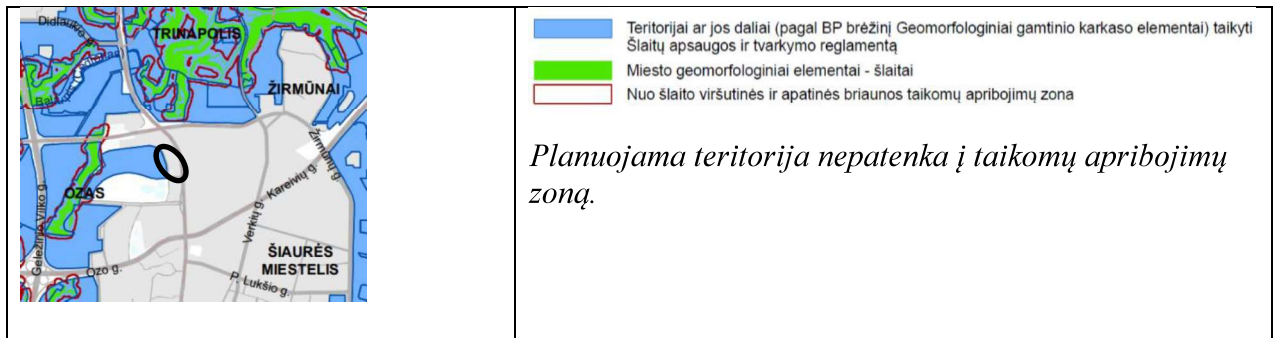 Didlaukio g.
TRINAPOLIS
ŽIRMŪNAI
Žirmūnų g.
OZAS
Kareivių g.
Geležinio Vilko g.
Verkių g.
ŠIAURĖS
MIESTELIS
Ozo g.
P. Lukšio g.
Teritorijai ar jos daliai (pagal BP brėžinį Geomorfologiniai gamtinio karkaso elementai) taikyti
Šlaitų apsaugos ir tvarkymo reglamentą
Miesto geomorfologiniai elementai - šlaitai
Nuo šlaito viršutinės ir apatinės briaunos taikomų apribojimų zona
Planuojama teritorija nepatenka į taikomų apribojimų
zoną.